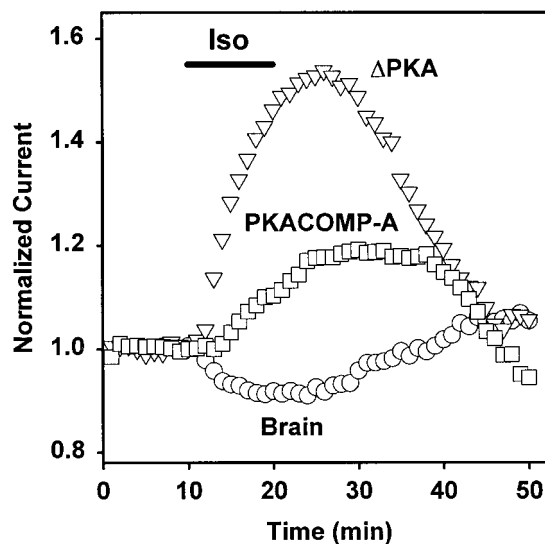 1.6
Iso
ΔPKA
1.4
PKACOMP-A
1.2
1.0
Brain
0.8
Normalized Current
0 10 20 30 40 50
Time (min)